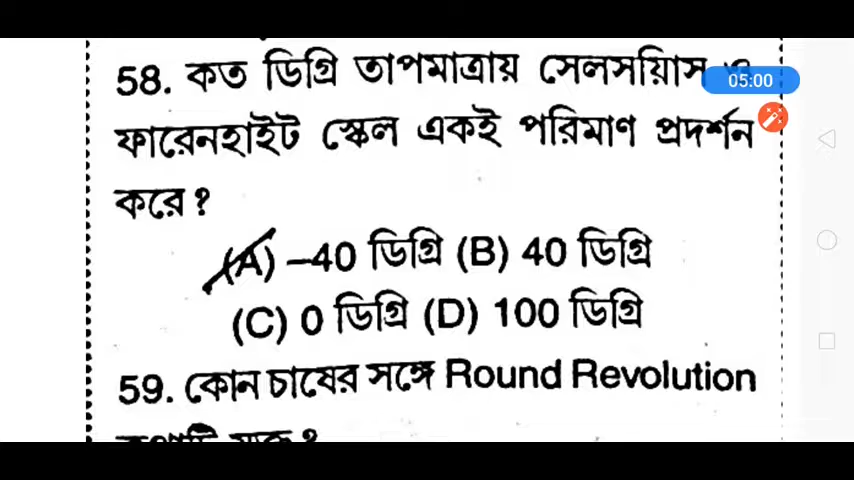 58. কত ডিগ্রি তাপমাত্রায় সেলসিয়াস ও
05:00
ফারেনহাইট স্কেল একই পরিমাণ প্রদর্শন
করে?
(A) –40 ডিগ্রি (B) 40 ডিগ্রি
(C) 0 ডিগ্রি (D) 100 ডিগ্রি
59. কোন চাষের সঙ্গে Round Revolution